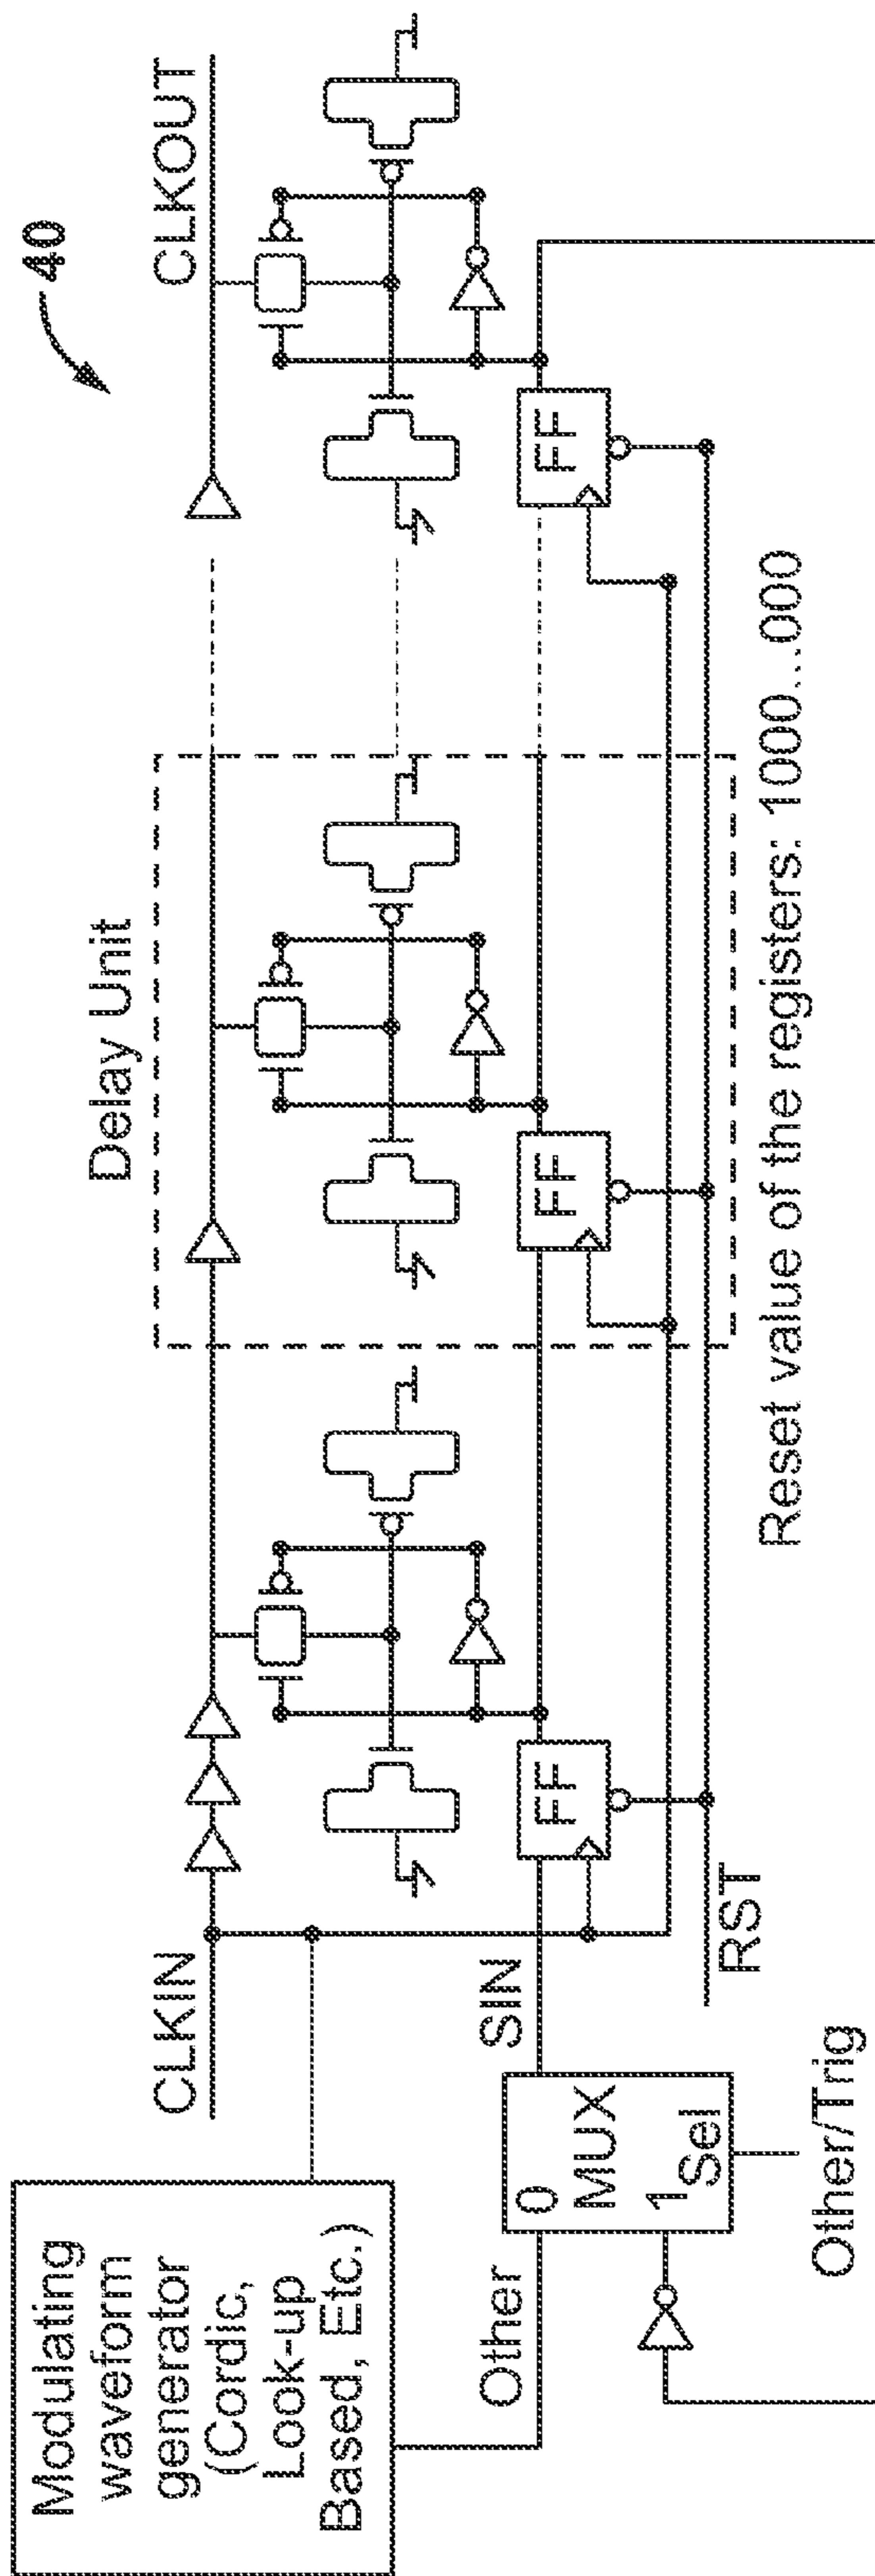 40
Modulating
waveform
generator
(Cordic,
Look-up
Based, Etc.)
CLKIN
Delay Unit
CLKOUT
Other
SIN
0
MUX
1
Sel
FF
FF
FF
RST
Other/Trig
Reset value of the registers: 1000...000